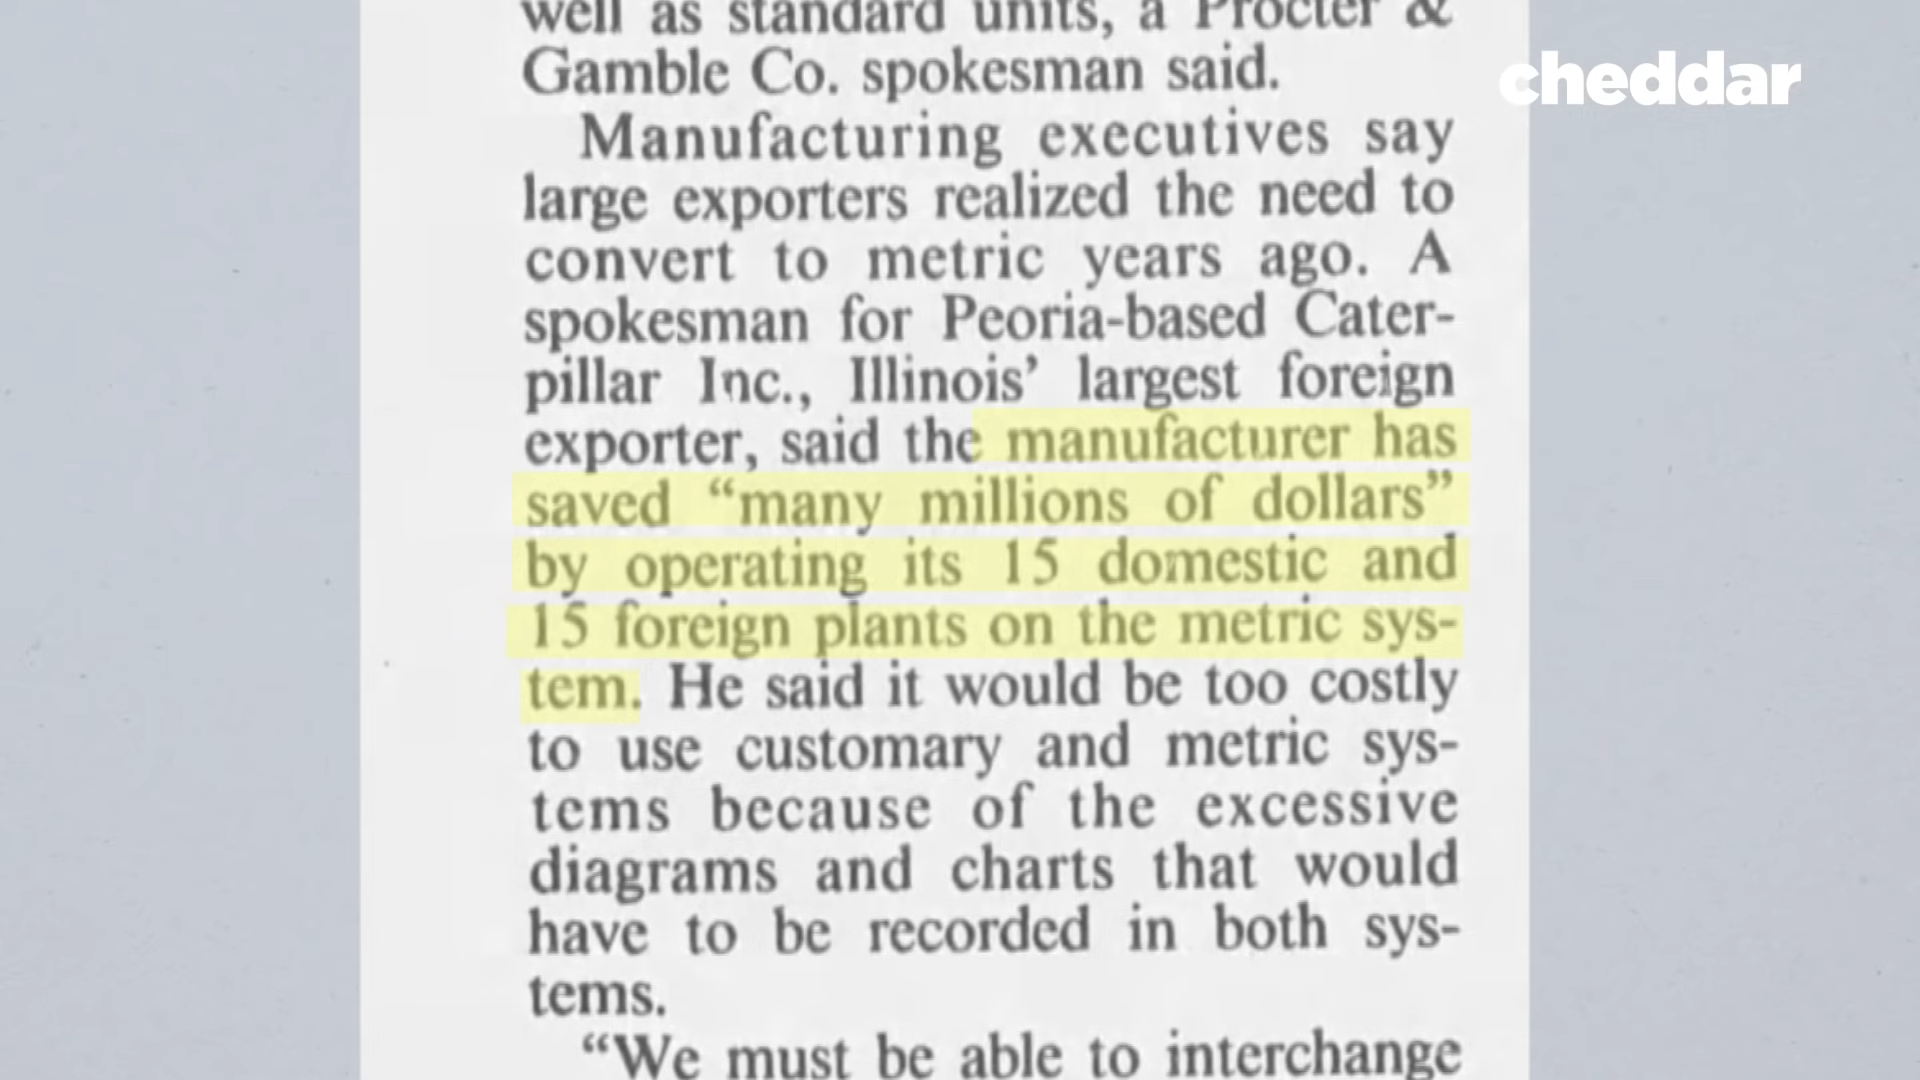 well as standard units, a Procter &
Gamble Co. spokesman said.
cheddar
Manufacturing executives say
large exporters realized the need to
convert to metric years ago. A
spokesman for Peoria-based Cater-
pillar Inc., Illinois’ largest foreign
exporter, said the manufacturer has
saved “many millions of dollars”
by operating its 15 domestic and
15 foreign plants on the metric sys-
tem. He said it would be too costly
to use customary and metric sys-
tems because of the excessive
diagrams and charts that would
have to be recorded in both sys-
tems.
“We must be able to interchange